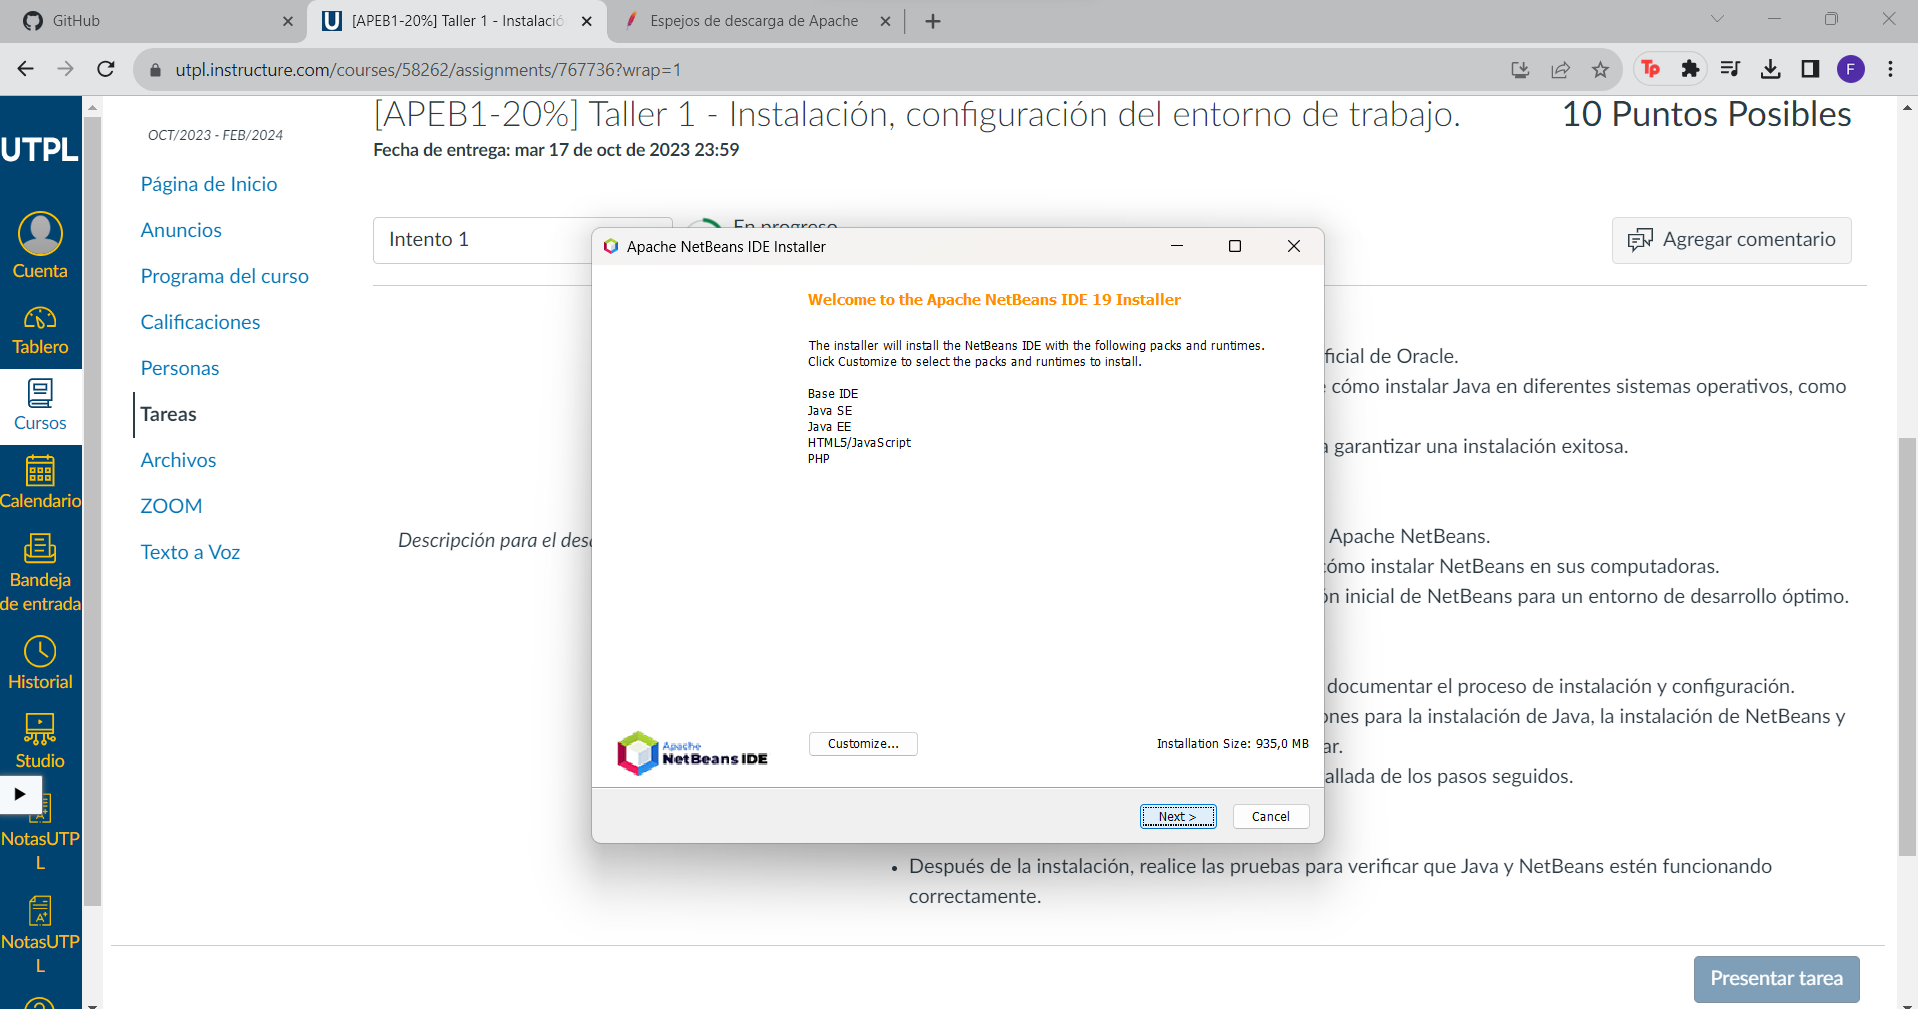 GitHub
[APEB1-20%] Taller 1 - Instalació
Espejos de descarga de Apache
utpl.instructure.com/courses/58262/assignments/767736?wrap=1
Tp
F
UTPL
Cuenta
Tablero
Cursos
Calendario
Bandeja
de entrada
Historial
Studio
NotasUTP
L
NotasUTP
L
OCT/2023 - FEB/2024
Página de Inicio
Anuncios
Programa del curso
Calificaciones
Personas
Tareas
Archivos
ZOOM
Texto a Voz
[APEB1-20%] Taller 1 - Instalación, configuración del entorno de trabajo.
10 Puntos Posibles
Fecha de entrega: mar 17 de oct de 2023 23:59
Intento 1
En progreso
Agregar comentario
Apache NetBeans IDE Installer
Welcome to the Apache NetBeans IDE 19 Installer
The installer will install the NetBeans IDE with the following packs and runtimes.
Click Customize to select the packs and runtimes to install.
Base IDE
Java SE
Java EE
HTML5/JavaScript
PHP
Apache
NetBeans IDE
Customize...
Installation Size: 935,0 MB
Next >
Cancel
Descripción para el desa
ficial de Oracle.
cómo instalar Java en diferentes sistemas operativos, como
a garantizar una instalación exitosa.
Apache NetBeans.
cómo instalar NetBeans en sus computadoras.
ón inicial de NetBeans para un entorno de desarrollo óptimo.
documentar el proceso de instalación y configuración.
ones para la instalación de Java, la instalación de NetBeans y
ar.
allada de los pasos seguidos.
• Después de la instalación, realice las pruebas para verificar que Java y NetBeans estén funcionando
correctamente.
Presentar tarea